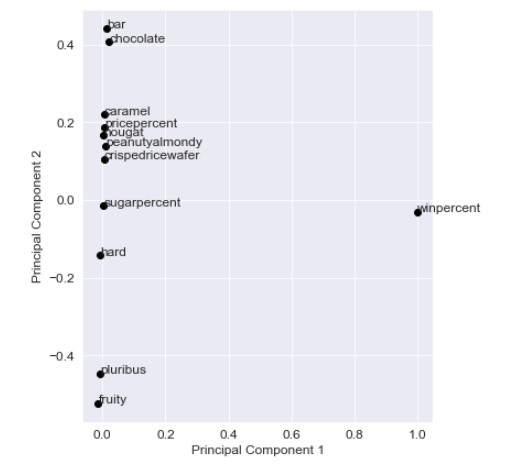 bar
chocolate
0.4
caramel
0.2
pricepercent
nougat
peanutyalmondy
crispedricewafer
Principal Component 2
0.0
sugarpercent
winpercent
hard
−0.2
−0.4
pluribus
fruity
0.0 0.2 0.4 0.6 0.8 1.0
Principal Component 1